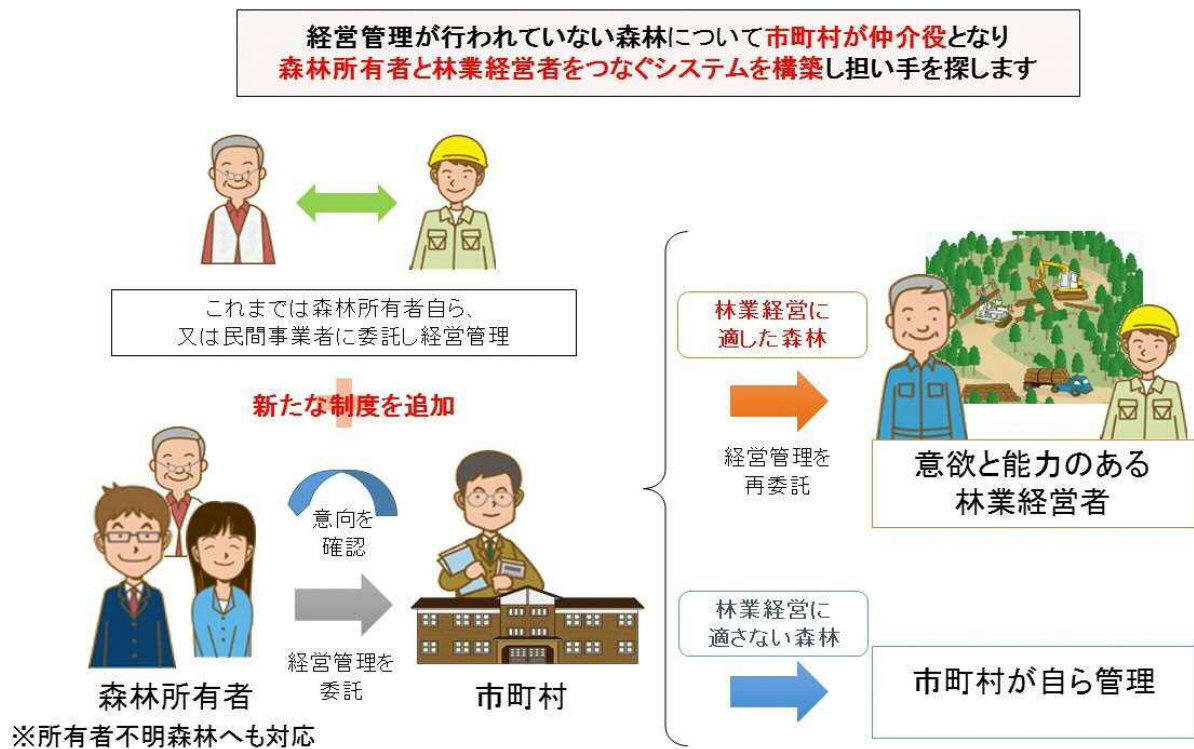 経営管理が行われていない森林について市町村が仲介役となり
森林所有者と林業経営者をつなぐシステムを構築し担い手を探します
これまでは森林所有者自ら、
又は民間事業者に委託し経営管理
新たな制度を追加
意向を
確認
経営管理を
委託
森林所有者
※所有者不明森林へも対応
市町村
林業経営に
適した森林
経営管理を
再委託
意欲と能力のある
林業経営者
林業経営に
適さない森林
市町村が自ら管理